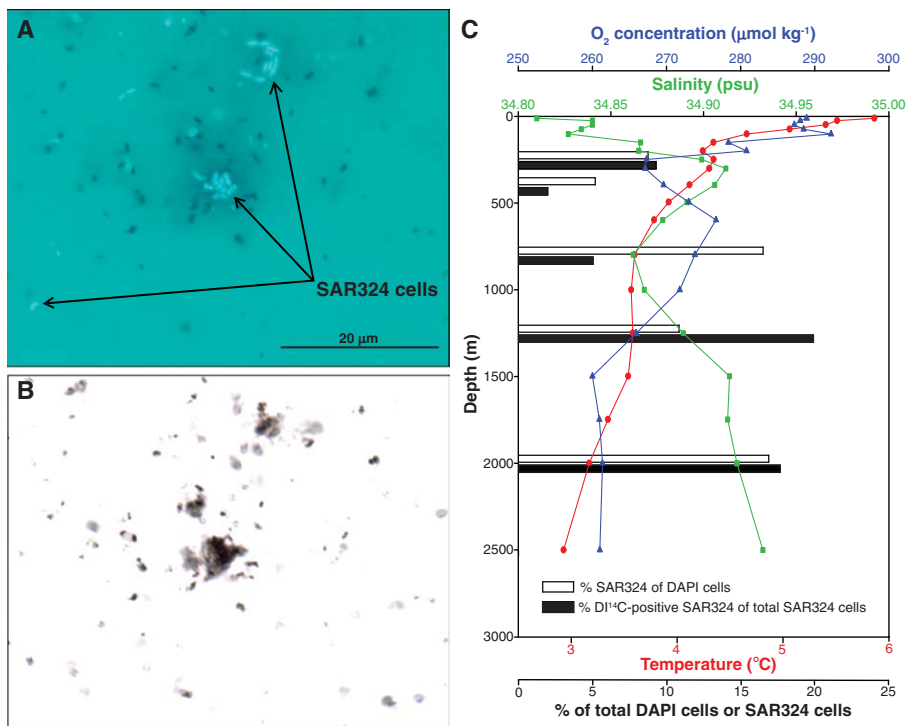 A
SAR324 cells
20 μm
B
C
O₂ concentration (μmol kg⁻¹)
250 260 270 280 290 300
Salinity (psu)
34.80 34.85 34.90 34.95 35.00
Depth (m)
0
500
1000
1500
2000
2500
3000
% SAR324 of DAPI cells
% DI¹⁴C-positive SAR324 of total SAR324 cells
3 4 5 6
Temperature (°C)
0 5 10 15 20 25
% of total DAPI cells or SAR324 cells